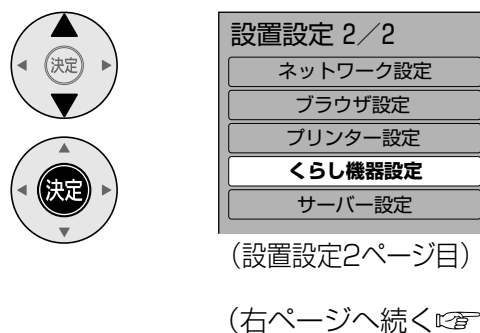 決定
決定
設置設定 2／2
ネットワーク設定
ブラウザ設定
プリンター設定
くらし機器設定
サーバー設定
（設置設定2ページ目）
（右ページへ続く☞